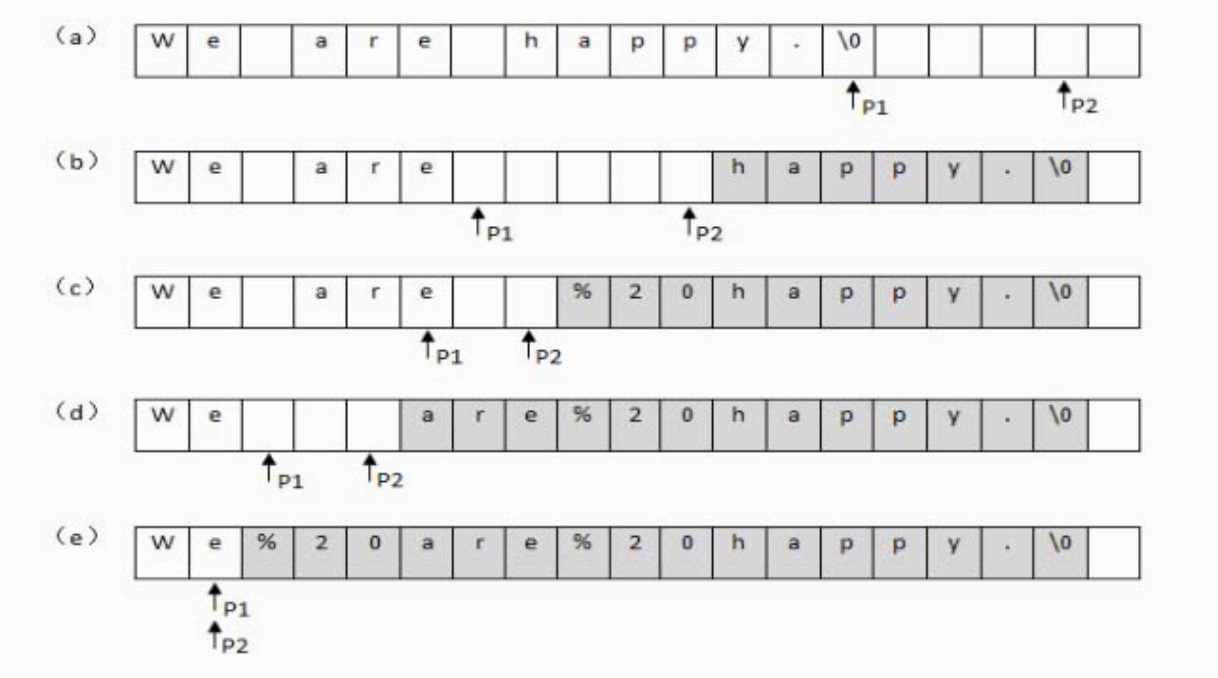 （a） W e a r e h a p p y . \0
P1 P2
（b） W e a r e h a p p y . \0
P1 P2
（c） W e a r e % 2 0 h a p p y . \0
P1 P2
（d） W e a r e % 2 0 h a p p y . \0
P1 P2
（e） W e % 2 0 a r e % 2 0 h a p p y . \0
P1
P2